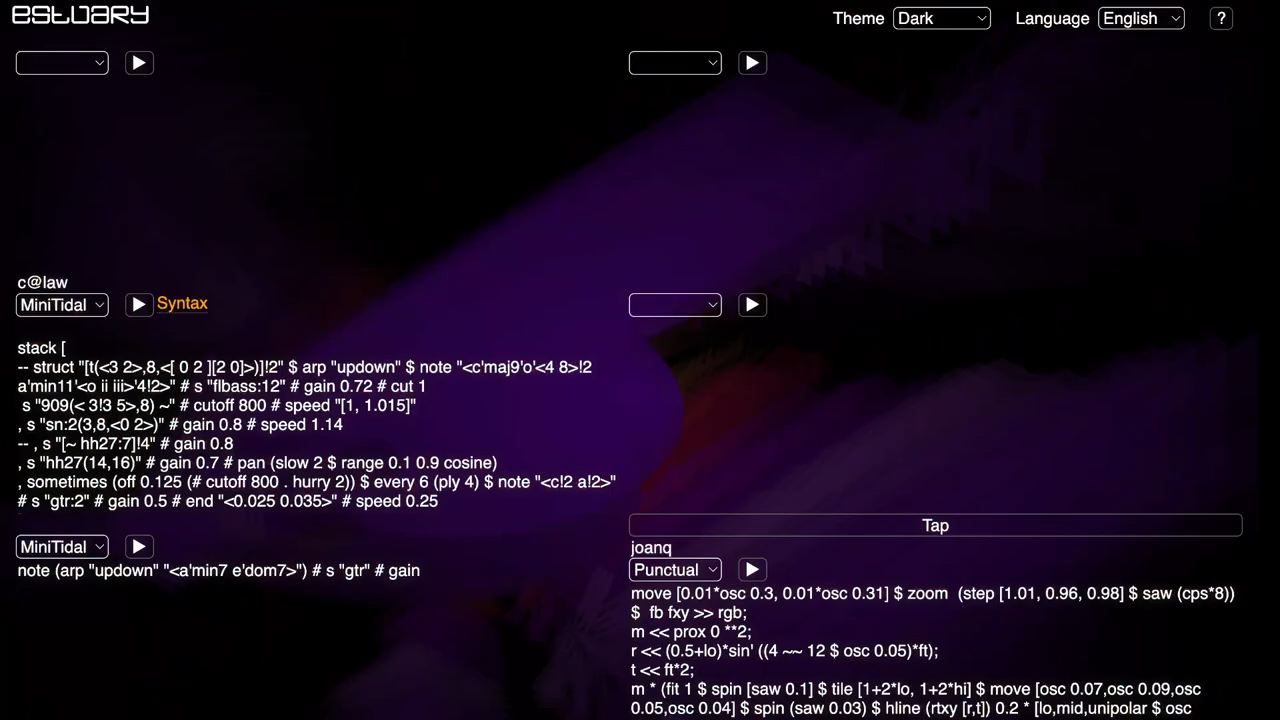 estuary
Theme Dark Language English ?
c@law
MiniTidal Syntax
stack [
-- struct "[t(<3 2>,8,<[ 0 2 ][2 0]>)]!2" $ arp "updown" $ note "<c'maj9'o'<4 8>!2
a'min11'<o ii iii>'4!2>" # s "flbass:12" # gain 0.72 # cut 1
s "909(< 3!3 5>,8) ~" # cutoff 800 # speed "[1, 1.015]"
, s "sn:2(3,8,<0 2>)" # gain 0.8 # speed 1.14
-- , s "[~ hh27:7]!4" # gain 0.8
, s "hh27(14,16)" # gain 0.7 # pan (slow 2 $ range 0.1 0.9 cosine)
, sometimes (off 0.125 (# cutoff 800 . hurry 2)) $ every 6 (ply 4) $ note "<c!2 a!2>"
# s "gtr:2" # gain 0.5 # end "<0.025 0.035>" # speed 0.25
MiniTidal
note (arp "updown" "<a'min7 e'dom7>") # s "gtr" # gain
Tap
joanq
Punctual
move [0.01*osc 0.3, 0.01*osc 0.31] $ zoom (step [1.01, 0.96, 0.98] $ saw (cps*8))
$ fb fxy >> rgb;
m << prox 0 **2;
r << (0.5+lo)*sin' ((4 ~~ 12 $ osc 0.05)*ft);
t << ft*2;
m * (fit 1 $ spin [saw 0.1] $ tile [1+2*lo, 1+2*hi] $ move [osc 0.07,osc 0.09,osc
0.05,osc 0.04] $ spin (saw 0.03) $ hline (rtxy [r,t]) 0.2 * [lo,mid,unipolar $ osc